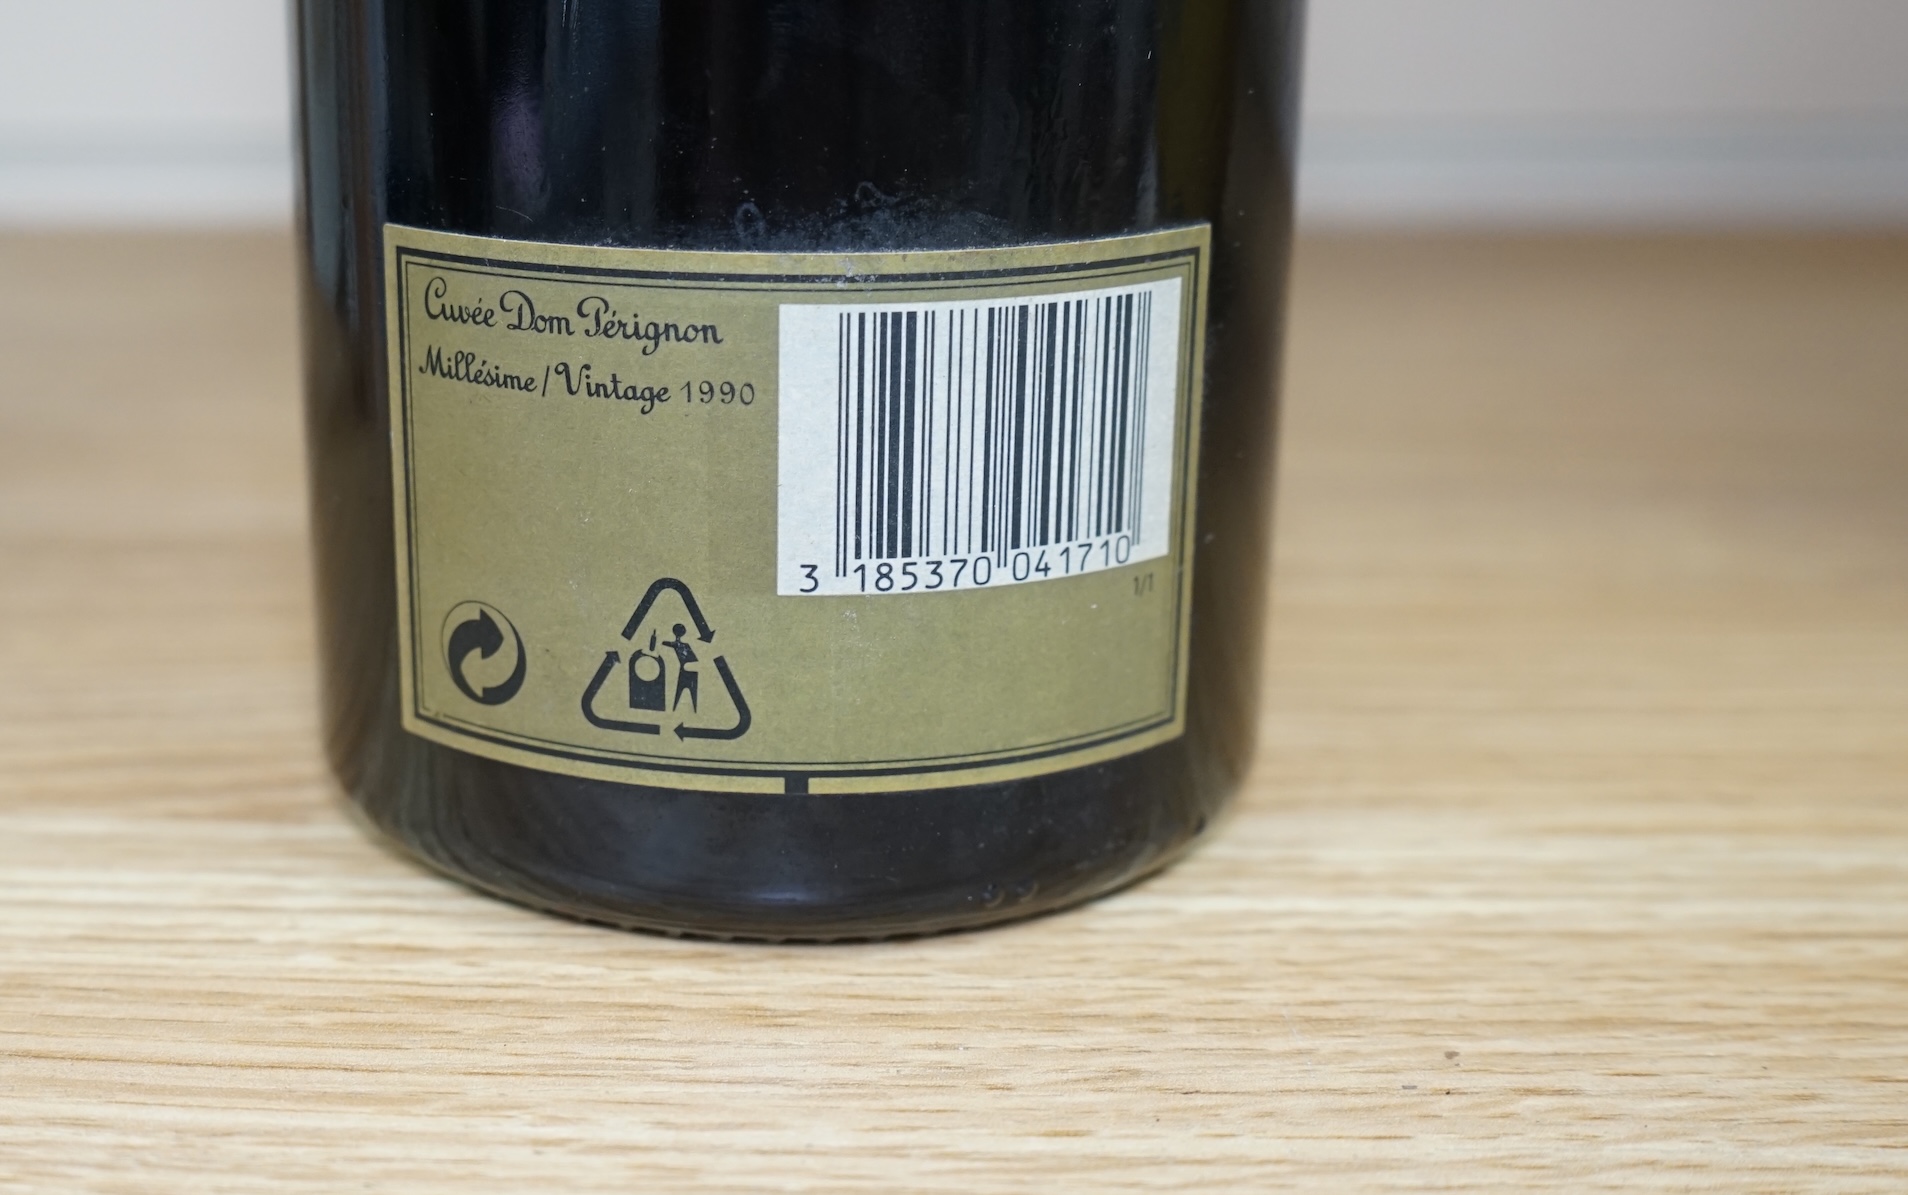 Cuvée Dom Pérignon
Millésime / Vintage 1990
3 185370 041710
1/1